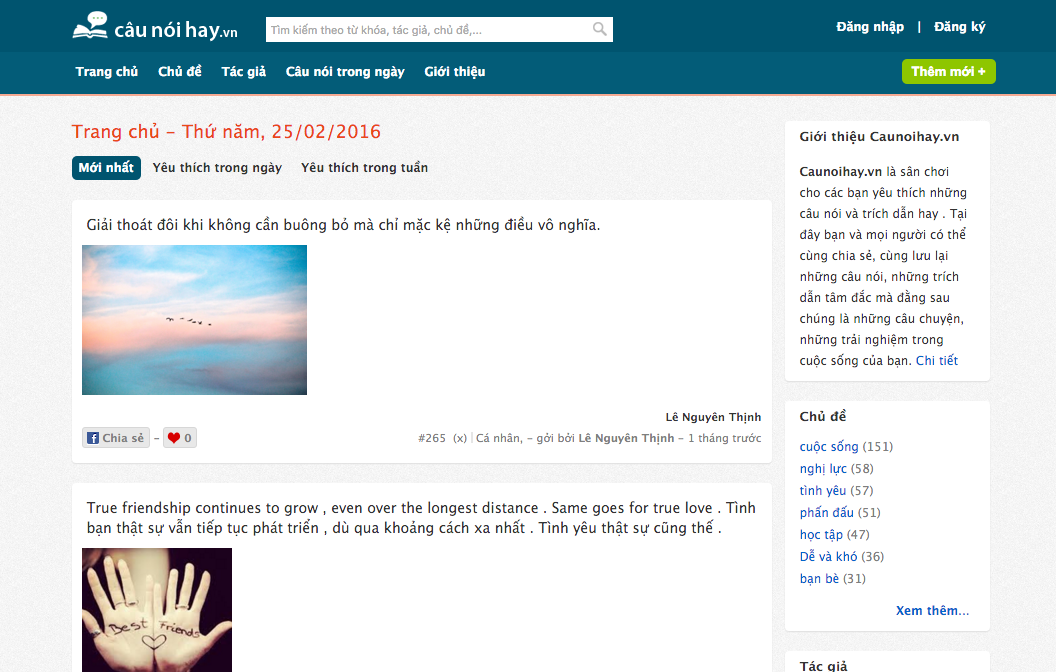 câu nói hay.vn
Tìm kiếm theo từ khóa, tác giả, chủ đề,...
Đăng nhập | Đăng ký
Trang chủ Chủ đề Tác giả Câu nói trong ngày Giới thiệu
Thêm mới +
Trang chủ – Thứ năm, 25/02/2016
Mới nhất Yêu thích trong ngày Yêu thích trong tuần
Giải thoát đôi khi không cần buông bỏ mà chỉ mặc kệ những điều vô nghĩa.
Lê Nguyên Thịnh
Chia sẻ – 0
#265 (x) | Cá nhân, – gởi bởi Lê Nguyên Thịnh – 1 tháng trước
True friendship continues to grow , even over the longest distance . Same goes for true love . Tình
bạn thật sự vẫn tiếp tục phát triển , dù qua khoảng cách xa nhất . Tình yêu thật sự cũng thế .
Best Friends
Giới thiệu Caunoihay.vn
Caunoihay.vn là sân chơi
cho các bạn yêu thích những
câu nói và trích dẫn hay . Tại
đây bạn và mọi người có thể
cùng chia sẻ, cùng lưu lại
những câu nói, những trích
dẫn tâm đắc mà đằng sau
chúng là những câu chuyện,
những trải nghiệm trong
cuộc sống của bạn. Chi tiết
Chủ đề
cuộc sống (151)
nghị lực (58)
tình yêu (57)
phấn đấu (51)
học tập (47)
Dễ và khó (36)
bạn bè (31)
Xem thêm...
Tác giả